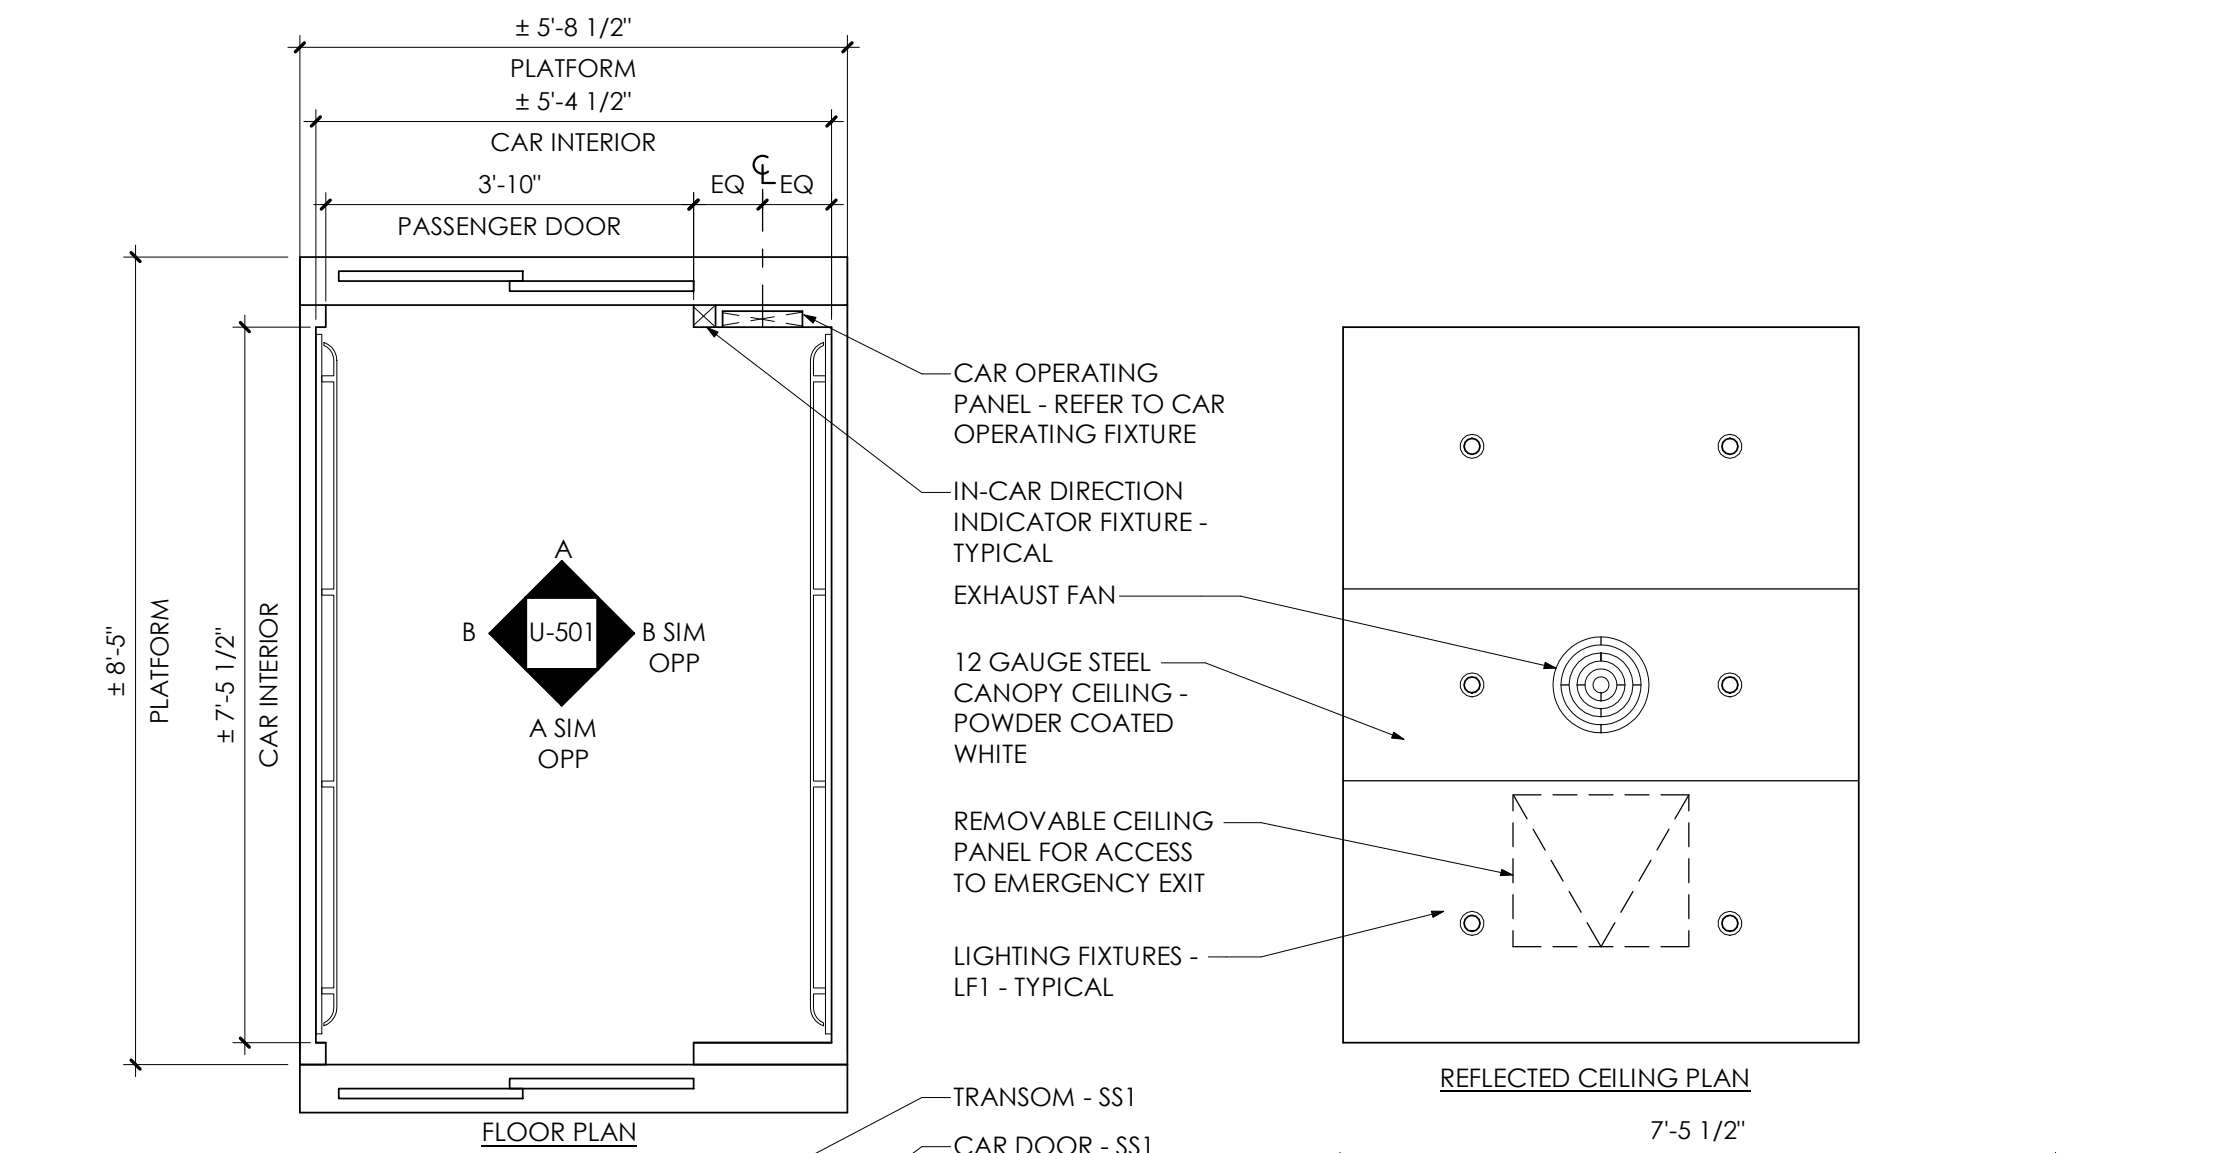 ± 5'-8 1/2"
PLATFORM
± 5'-4 1/2"
CAR INTERIOR
3'-10"
EQ
℄
EQ
PASSENGER DOOR
± 8'-5"
PLATFORM
± 7'-5 1/2"
CAR INTERIOR
A
B
U-501
B SIM
OPP
A SIM
OPP
FLOOR PLAN
CAR OPERATING
PANEL - REFER TO CAR
OPERATING FIXTURE
IN-CAR DIRECTION
INDICATOR FIXTURE -
TYPICAL
EXHAUST FAN
12 GAUGE STEEL
CANOPY CEILING -
POWDER COATED
WHITE
REMOVABLE CEILING
PANEL FOR ACCESS
TO EMERGENCY EXIT
LIGHTING FIXTURES -
LF1 - TYPICAL
TRANSOM - SS1
CAR DOOR - SS1
REFLECTED CEILING PLAN
7'-5 1/2"